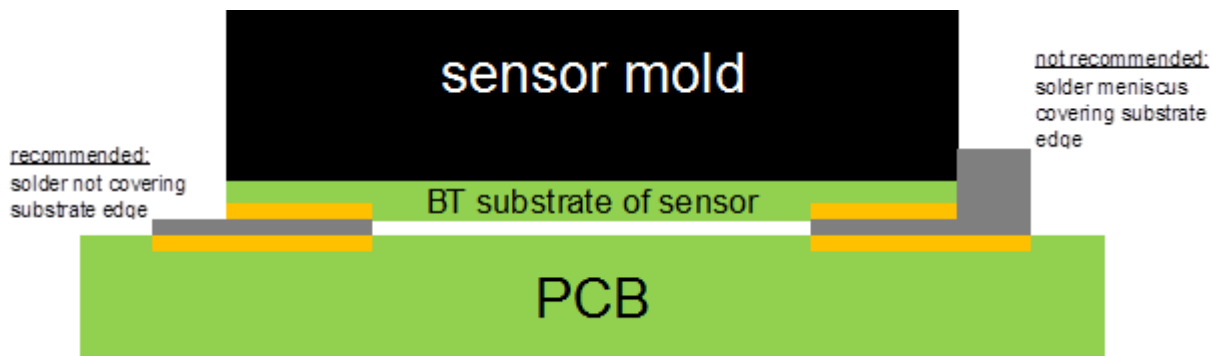 sensor mold
not recommended:
solder meniscus
covering substrate
edge
recommended:
solder not covering
substrate edge
BT substrate of sensor
PCB